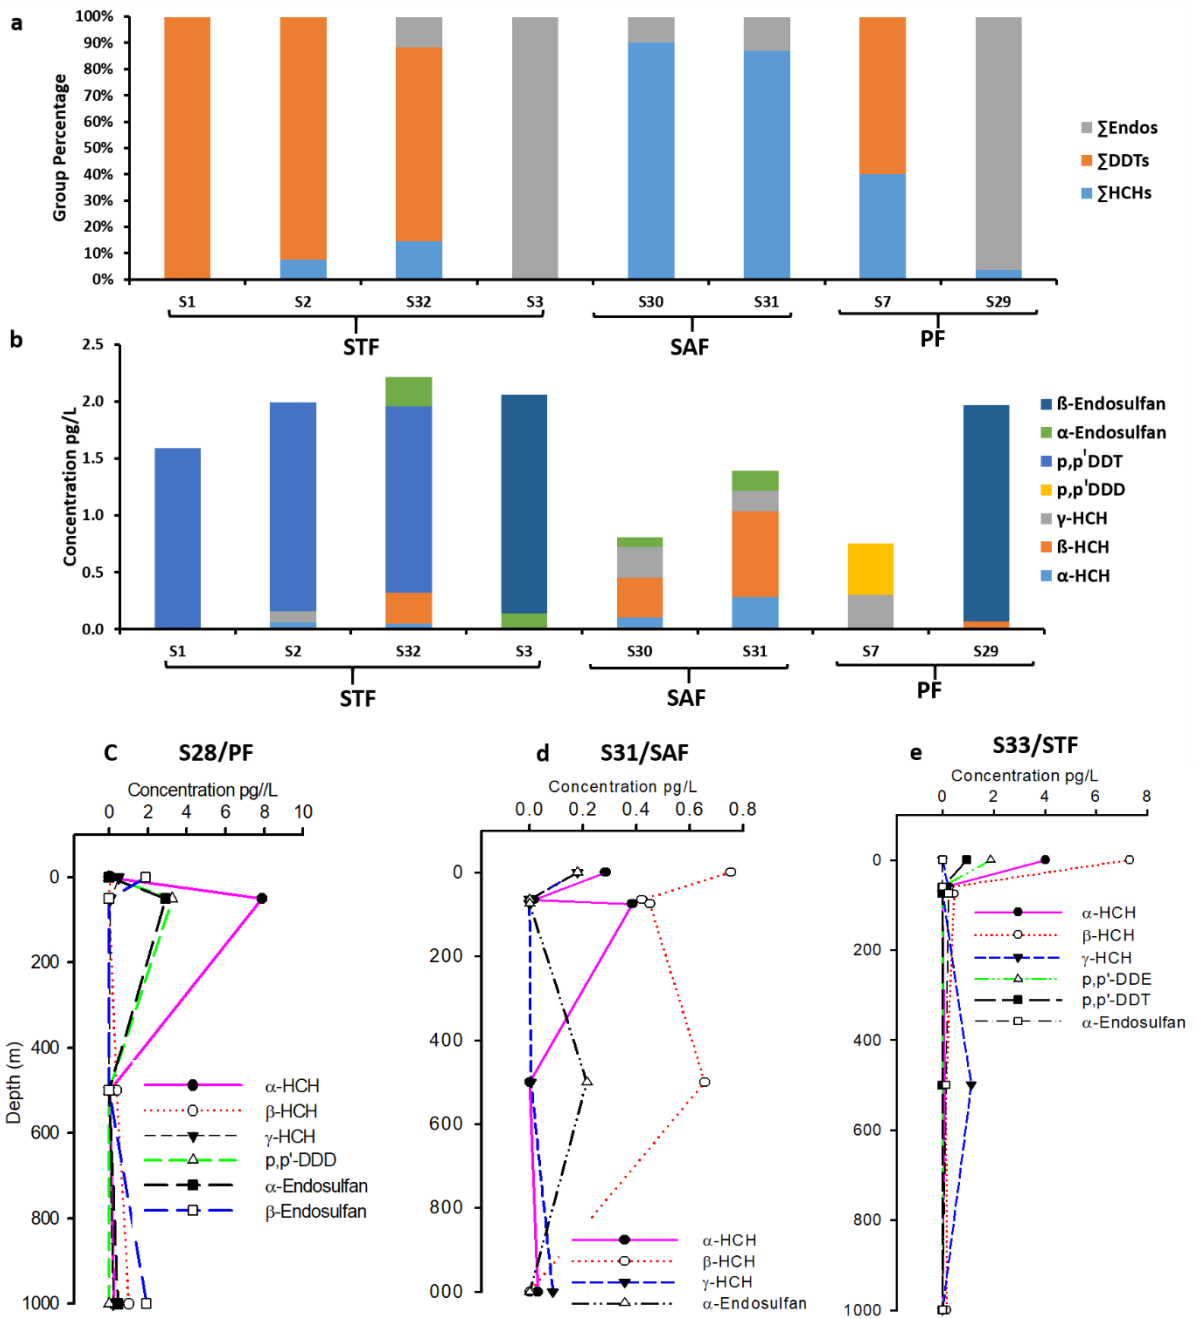 a
100%
90%
80%
70%
60%
50%
40%
30%
20%
10%
0%
Group Percentage
∑Endos
∑DDTs
∑HCHs
S1 S2 S32 S3 S30 S31 S7 S29
STF SAF PF
b
2.5
2.0
1.5
1.0
0.5
0.0
Concentration pg/L
ß-Endosulfan
α-Endosulfan
p,p'DDT
p,p'DDD
γ-HCH
ß-HCH
α-HCH
S1 S2 S32 S3 S30 S31 S7 S29
STF SAF PF
C S28/PF
Concentration pg//L
0 2 4 6 8 10
0
200
400
600
800
1000
Depth (m)
α-HCH
β-HCH
γ-HCH
p,p'-DDD
α-Endosulfan
β-Endosulfan
d S31/SAF
Concentration pg/L
0.0 0.2 0.4 0.6 0.8
0
200
400
600
800
000
α-HCH
β-HCH
γ-HCH
α-Endosulfan
e S33/STF
Concentration pg/L
0 2 4 6 8
0
200
400
600
800
1000
α-HCH
β-HCH
γ-HCH
p,p'-DDE
p,p'-DDT
α-Endosulfan